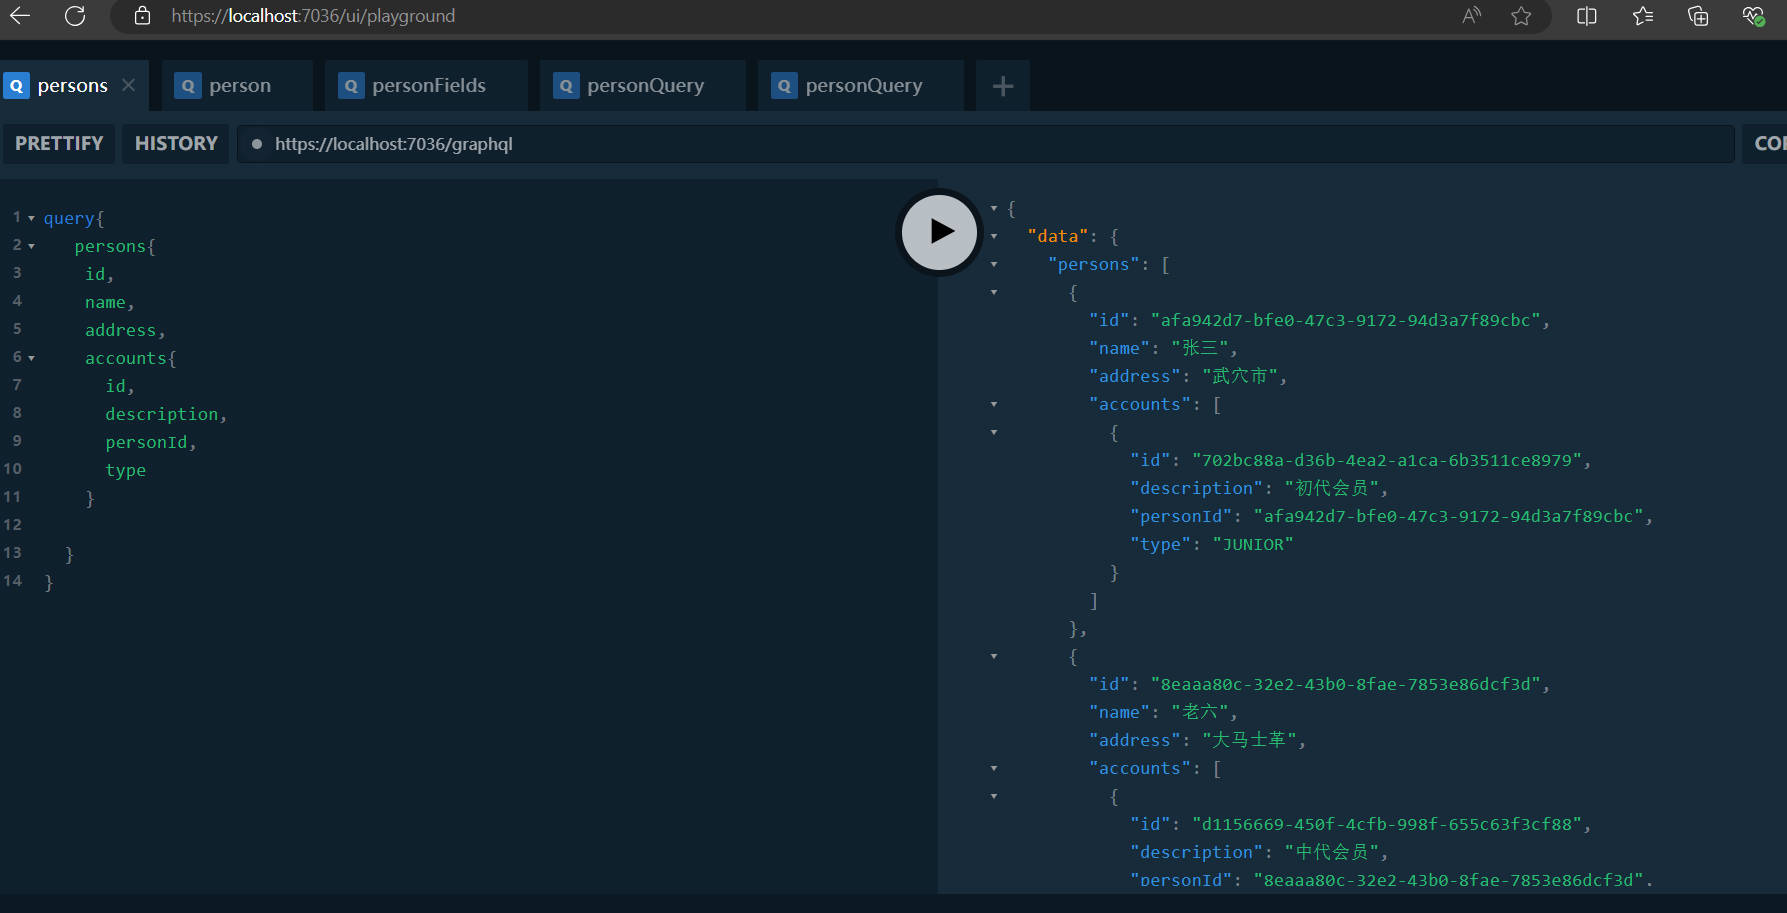 https://localhost:7036/ui/playground
Q persons × Q person Q personFields Q personQuery Q personQuery +
PRETTIFY HISTORY https://localhost:7036/graphql
1 query{
2 persons{
3 id,
4 name,
5 address,
6 accounts{
7 id,
8 description,
9 personId,
10 type
11 }
12
13 }
14 }
{
"data": {
"persons": [
{
"id": "afa942d7-bfe0-47c3-9172-94d3a7f89cbc",
"name": "张三",
"address": "武穴市",
"accounts": [
{
"id": "702bc88a-d36b-4ea2-a1ca-6b3511ce8979",
"description": "初代会员",
"personId": "afa942d7-bfe0-47c3-9172-94d3a7f89cbc",
"type": "JUNIOR"
}
]
},
{
"id": "8eaaa80c-32e2-43b0-8fae-7853e86dcf3d",
"name": "老六",
"address": "大马士革",
"accounts": [
{
"id": "d1156669-450f-4cfb-998f-655c63f3cf88",
"description": "中代会员",
"personId": "8eaaa80c-32e2-43b0-8fae-7853e86dcf3d",